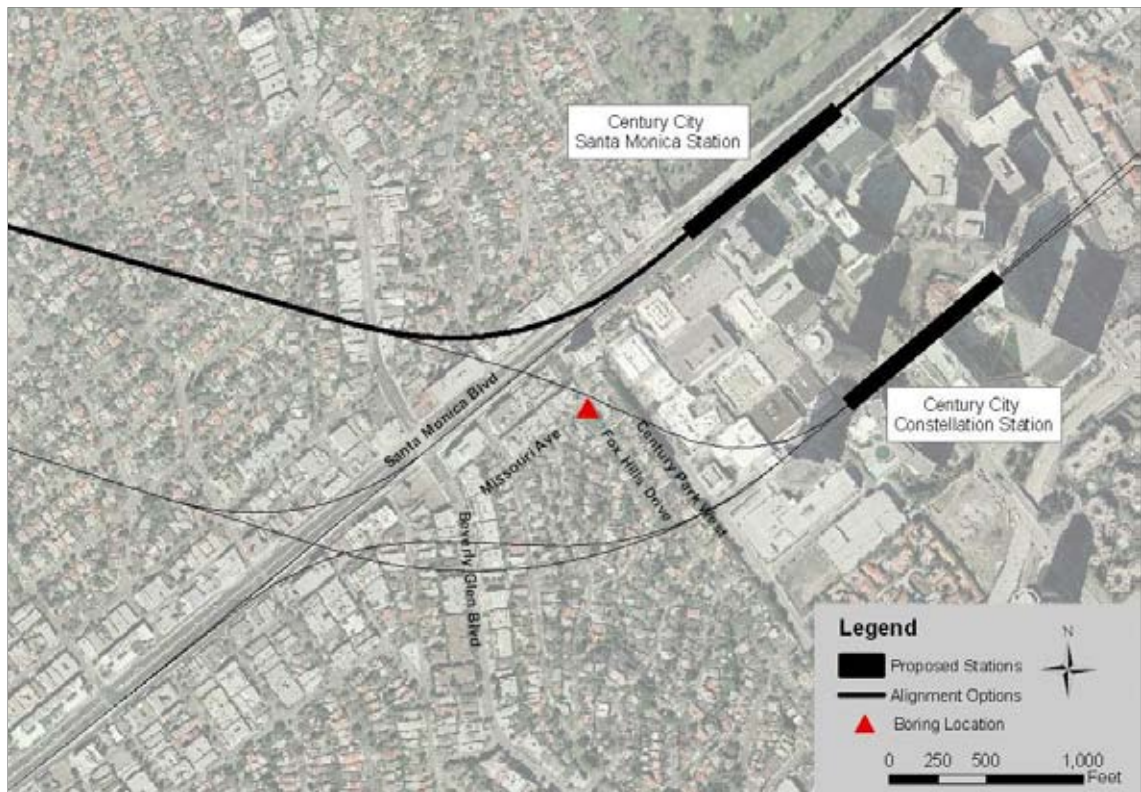 Century City
Santa Monica Station
Century City
Constellation Station
Santa Monica Blvd
Missouri Ave
Fox Hills Drive
Century Park West
Beverly Glen Blvd
Legend
N
Proposed Stations
Alignment Options
Boring Location
0 250 500 1,000
Feet